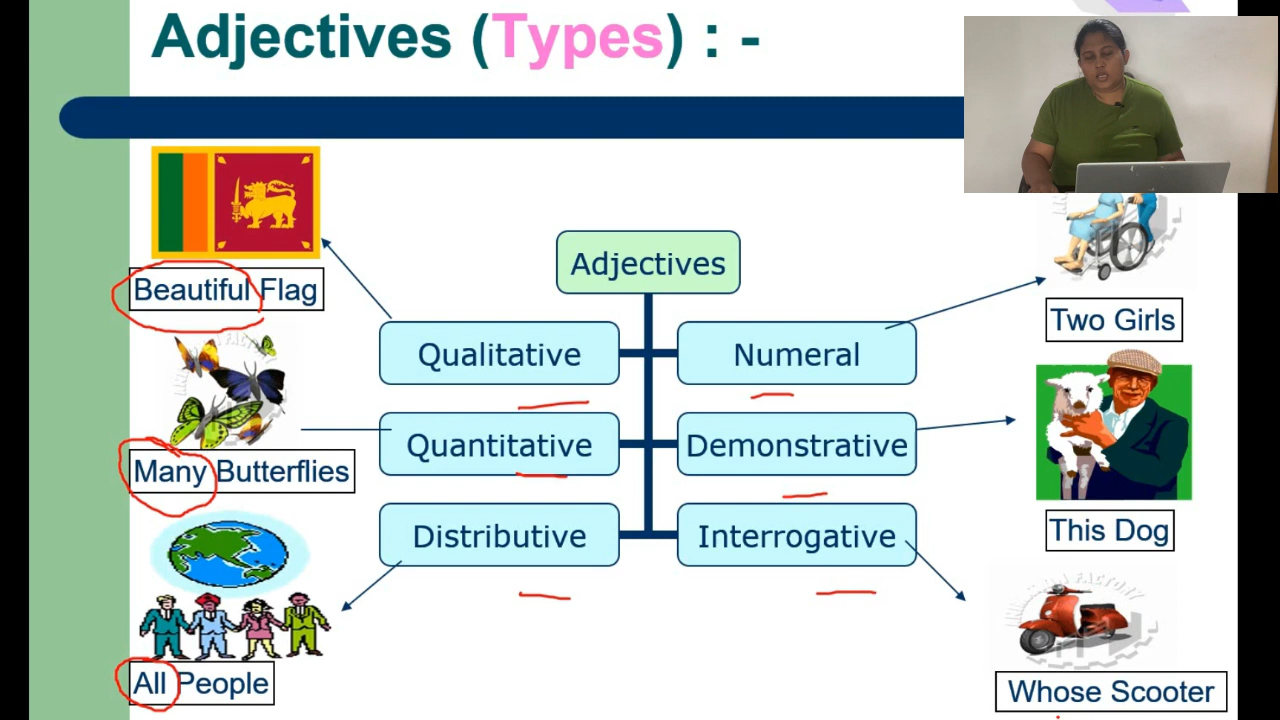 Adjectives (Types) : -
Adjectives
Beautiful Flag
Qualitative
Numeral
Two Girls
Many Butterflies
Quantitative
Demonstrative
This Dog
Distributive
Interrogative
All People
Whose Scooter